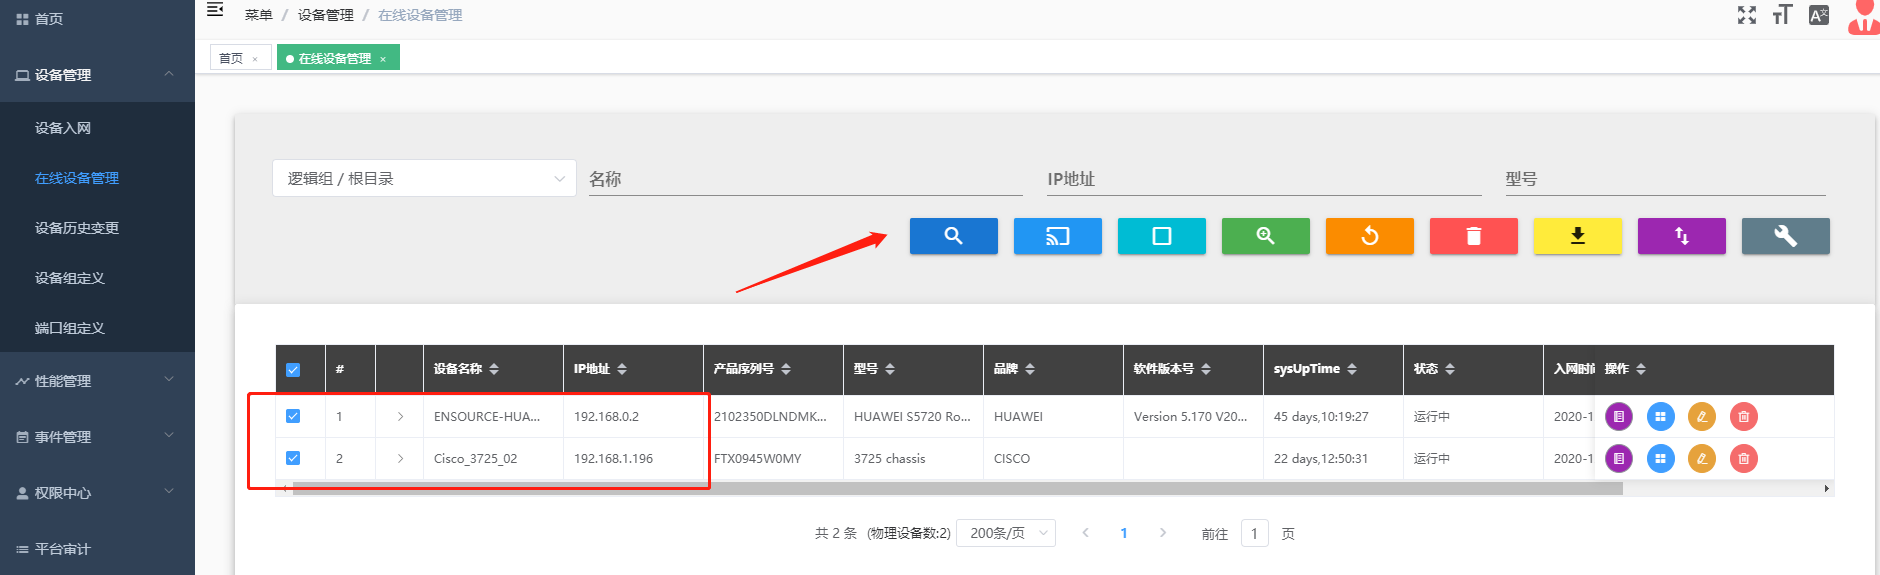 首页
设备管理
设备入网
在线设备管理
设备历史变更
设备组定义
端口组定义
性能管理
事件管理
权限中心
平台审计
菜单 / 设备管理 / 在线设备管理
首页 × 在线设备管理 ×
逻辑组 / 根目录 名称 IP地址 型号
# 设备名称 IP地址 产品序列号 型号 品牌 软件版本号 sysUpTime 状态 入网时间 操作
1 ENSOURCE-HUA... 192.168.0.2 2102350DLNDMK... HUAWEI S5720 Ro... HUAWEI Version 5.170 V20... 45 days,10:19:27 运行中 2020-1
2 Cisco_3725_02 192.168.1.196 FTX0945W0MY 3725 chassis CISCO 22 days,12:50:31 运行中 2020-1
共 2 条 (物理设备数:2) 200条/页 1 前往 1 页